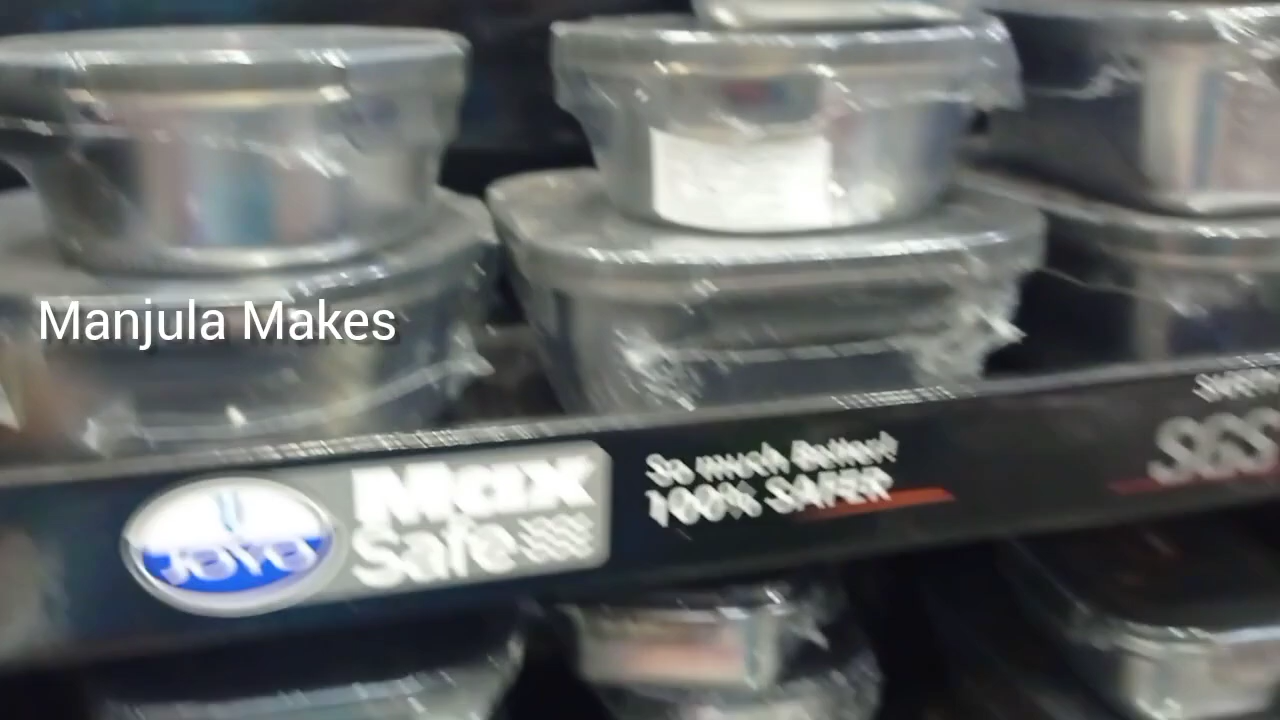 Manjula Makes
JOYO
Max
Safe
So much Better!
100% SAFER